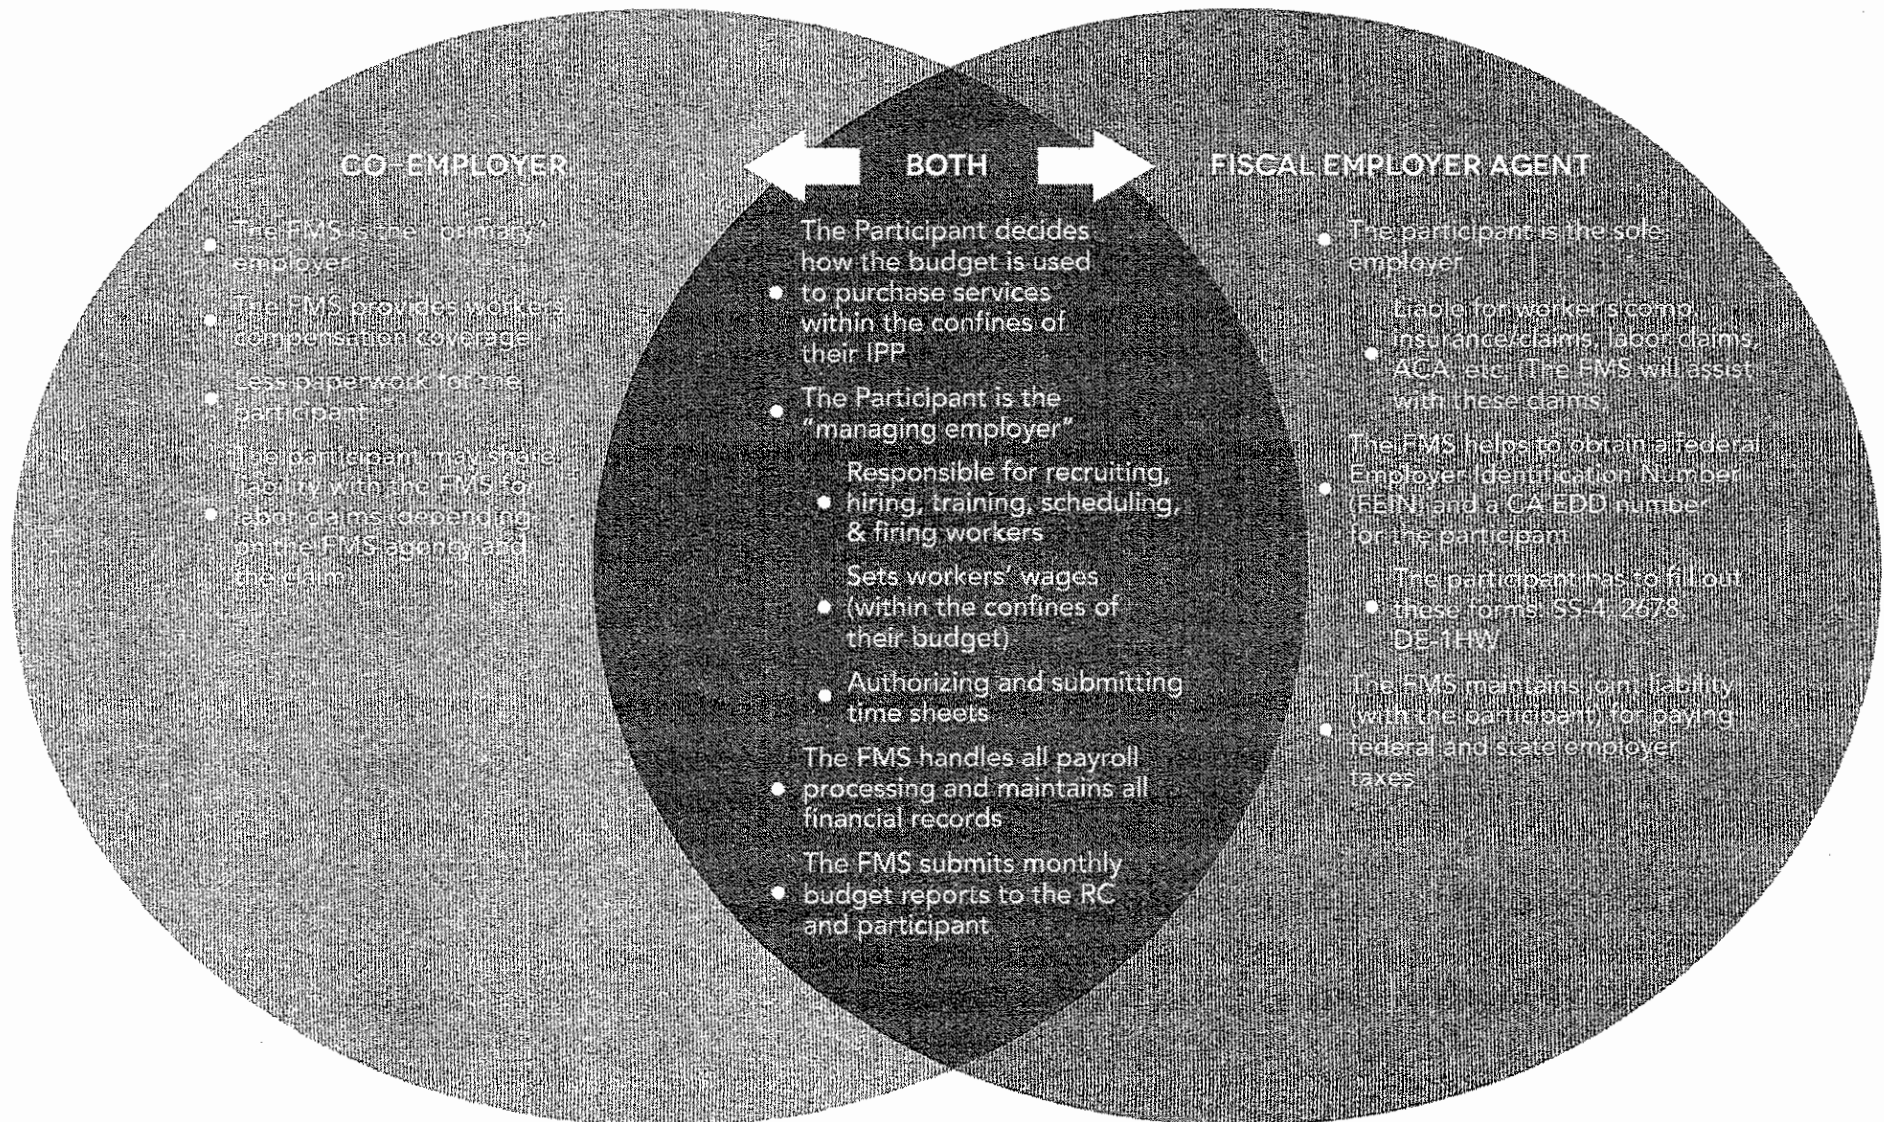 CO-EMPLOYER
The FMS is the "primary"
employer
The FMS provides workers'
compensation coverage
Less paperwork for the
participant
The participant may share
liability with the FMS for
labor claims (depending
on the FMS agency and
the claim)
BOTH
The Participant decides
how the budget is used
to purchase services
within the confines of
their IPP
The Participant is the
"managing employer"
Responsible for recruiting,
hiring, training, scheduling,
& firing workers
Sets workers' wages
(within the confines of
their budget)
Authorizing and submitting
time sheets
The FMS handles all payroll
processing and maintains all
financial records
The FMS submits monthly
budget reports to the RC
and participant
FISCAL EMPLOYER AGENT
The participant is the sole
employer
Liable for worker's comp.
insurance/claims, labor claims,
ACA, etc. (The FMS will assist
with these claims)
The FMS helps to obtain a Federal
Employer Identification Number
(FEIN) and a CA EDD number
for the participant
The participant has to fill out
these forms: SS-4, 2678,
DE-1HW
The FMS maintains joint liability
(with the participant) for paying
federal and state employer
taxes